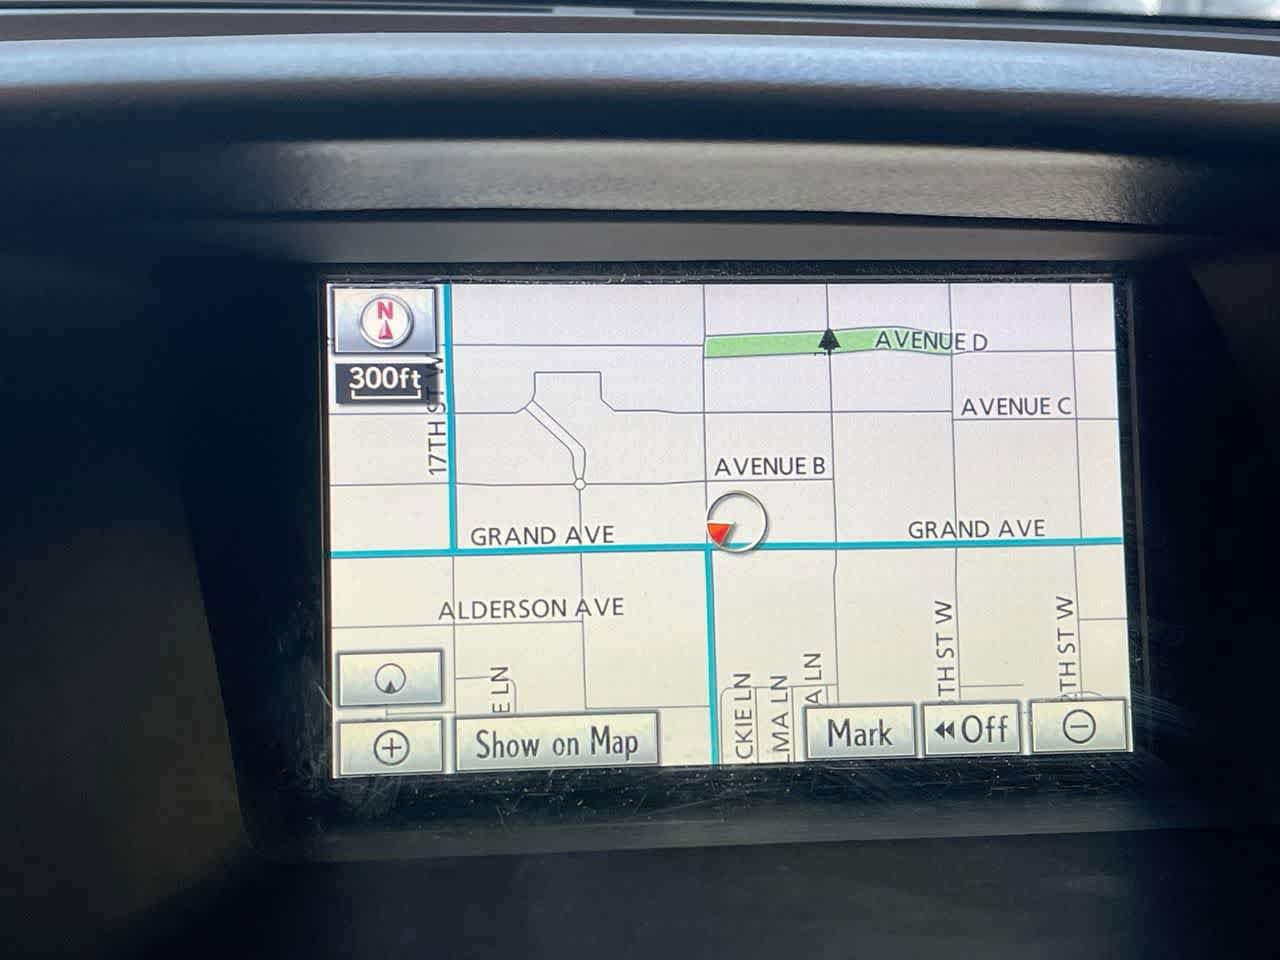 N
AVENUE D
300ft
17TH ST W
AVENUE C
AVENUE B
GRAND AVE
GRAND AVE
ALDERSON AVE
E LN
CKIE LN
LMA LN
A LN
TH ST W
TH ST W
Show on Map
Mark
Off